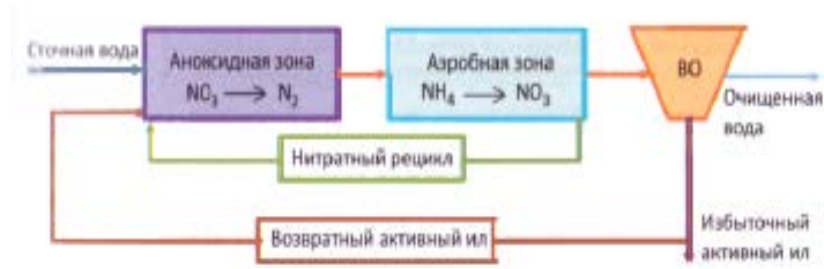 Сточная вода
Аноксидная зона
NO₃ → N₂
Аэробная зона
NH₄ → NO₃
ВО
Очищенная
вода
Нитратный рецикл
Возвратный активный ил
Избыточный
активный ил